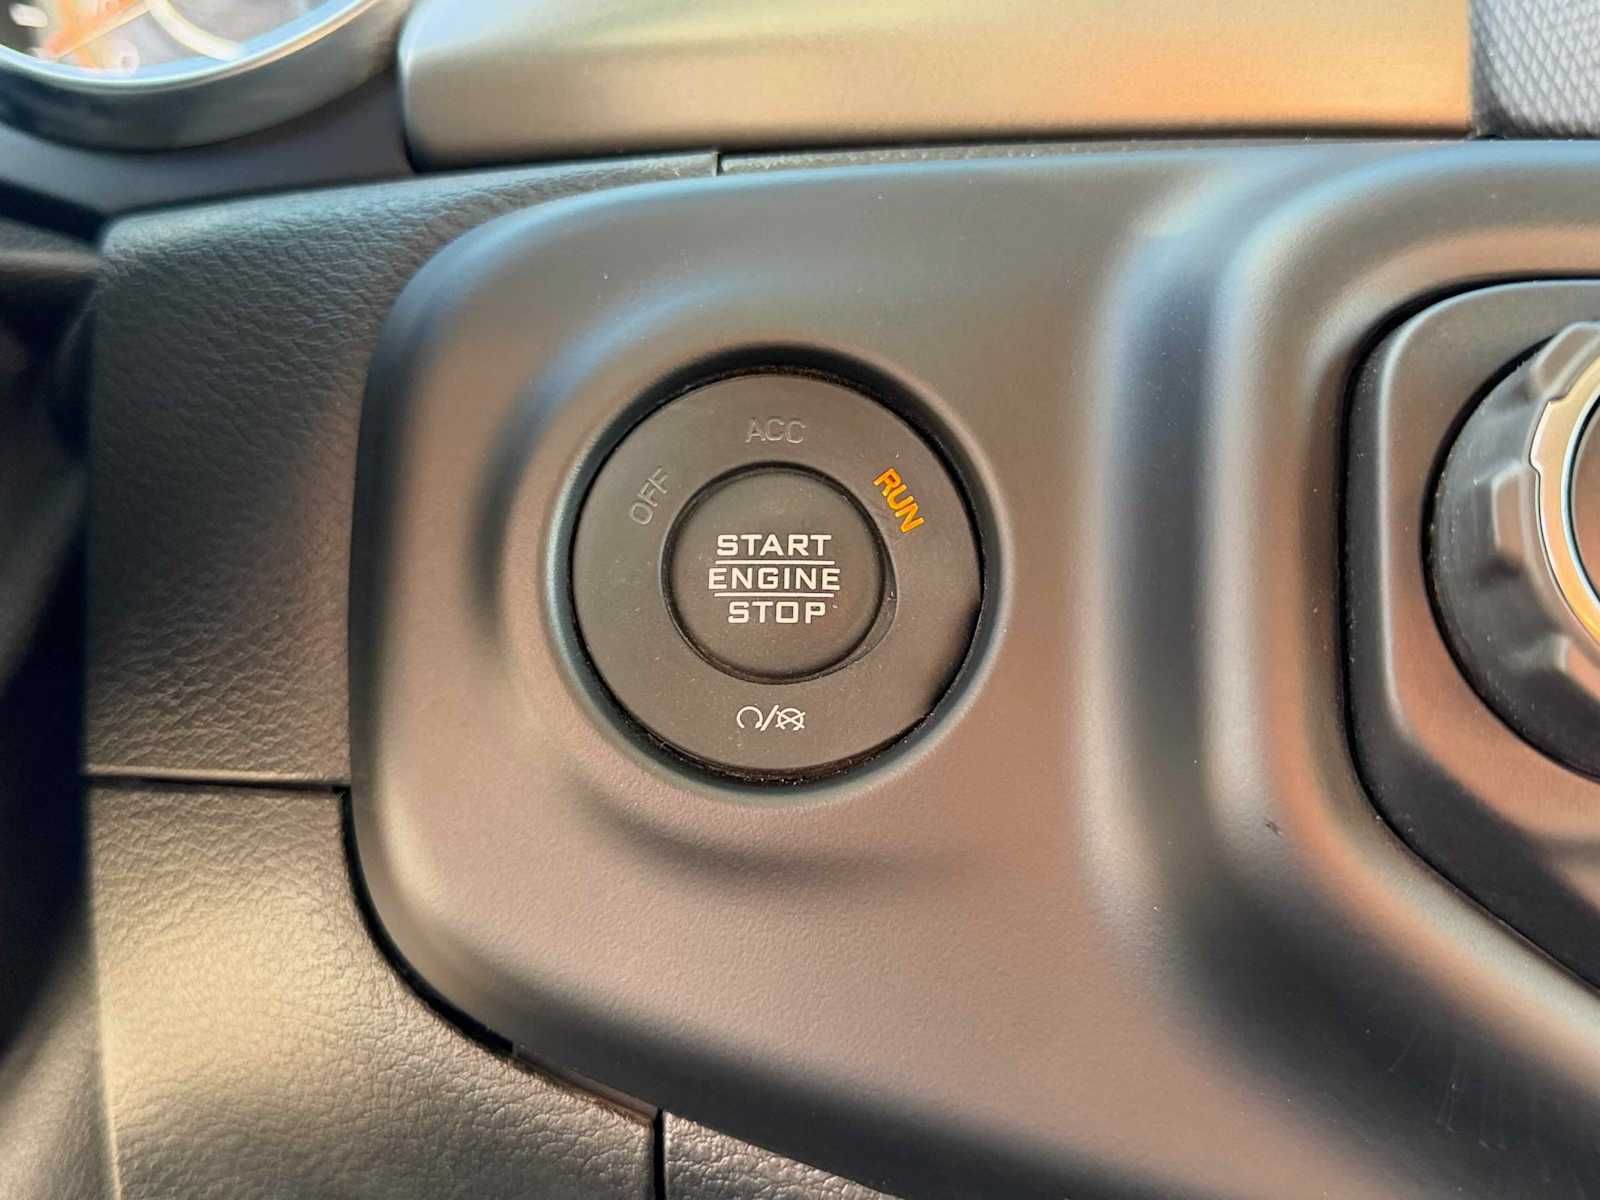 ACC
OFF
RUN
START
ENGINE
STOP